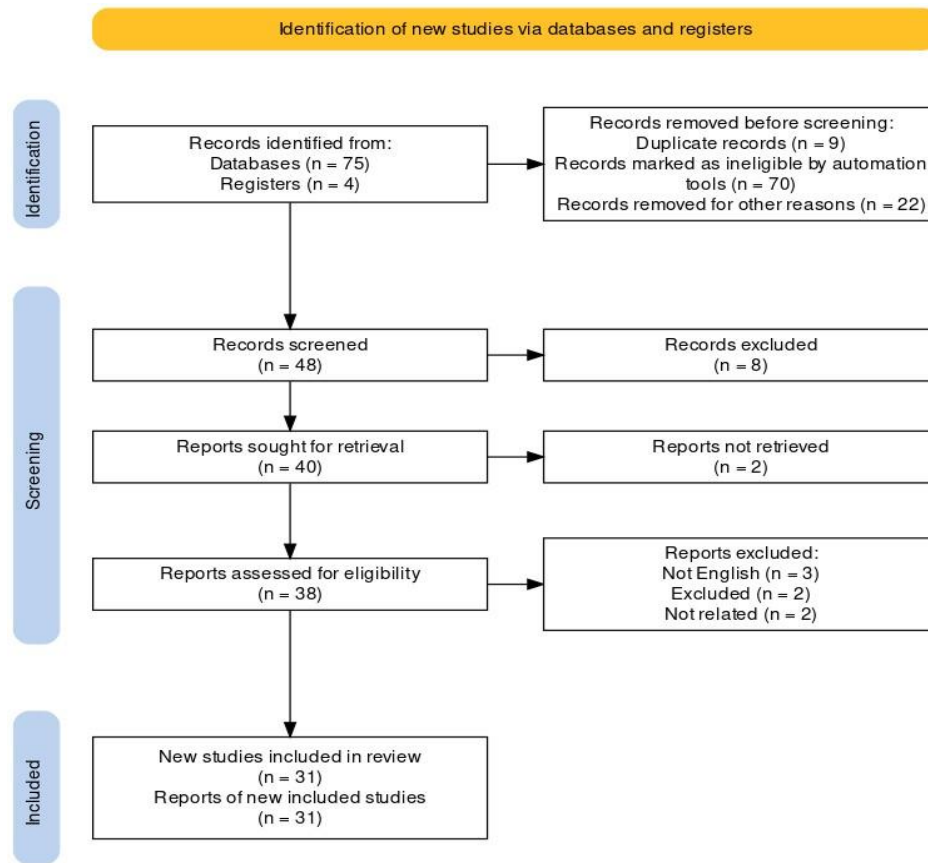 Identification of new studies via databases and registers
Identification
Records identified from:
Databases (n = 75)
Registers (n = 4)
Records removed before screening:
Duplicate records (n = 9)
Records marked as ineligible by automation
tools (n = 70)
Records removed for other reasons (n = 22)
Screening
Records screened
(n = 48)
Records excluded
(n = 8)
Reports sought for retrieval
(n = 40)
Reports not retrieved
(n = 2)
Reports assessed for eligibility
(n = 38)
Reports excluded:
Not English (n = 3)
Excluded (n = 2)
Not related (n = 2)
Included
New studies included in review
(n = 31)
Reports of new included studies
(n = 31)